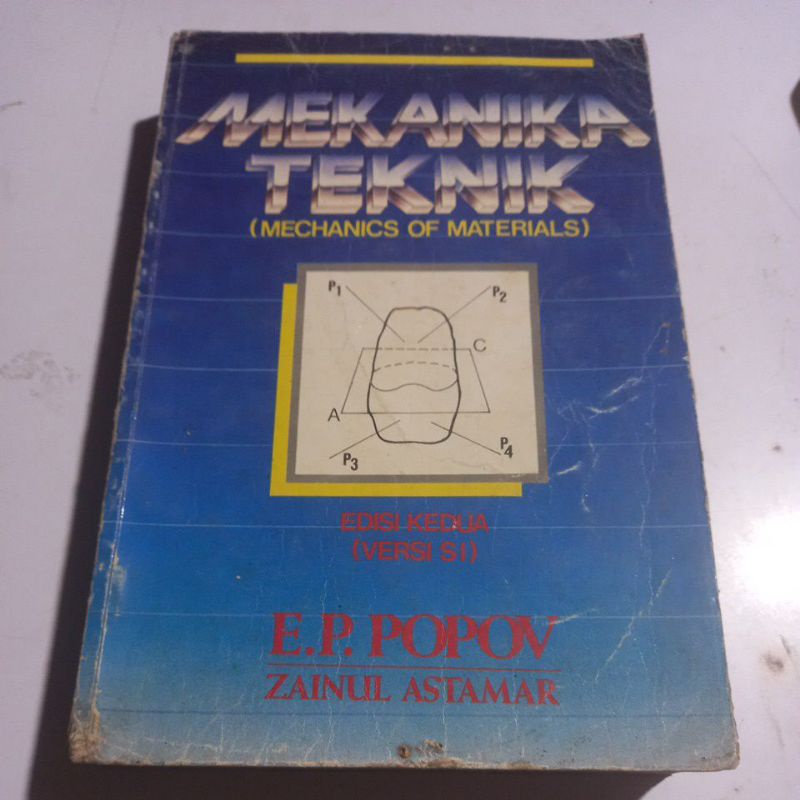 MEKANIKA
TEKNIK
(MECHANICS OF MATERIALS)
P1
P2
C
A
P3
P4
EDISI KEDUA
(VERSI SI)
E.P. POPOV
ZAINUL ASTAMAR